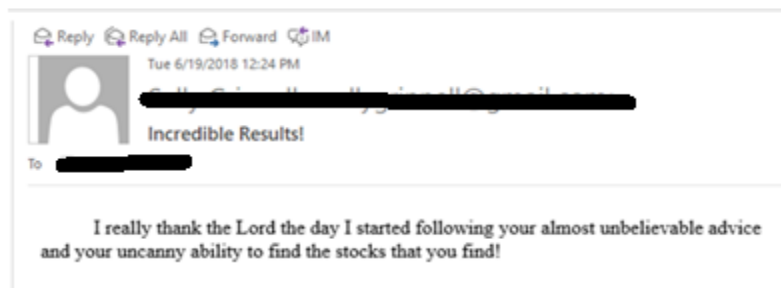 Reply Reply All Forward IM
Tue 6/19/2018 12:24 PM
Incredible Results!
To
I really thank the Lord the day I started following your almost unbelievable advice
and your uncanny ability to find the stocks that you find!